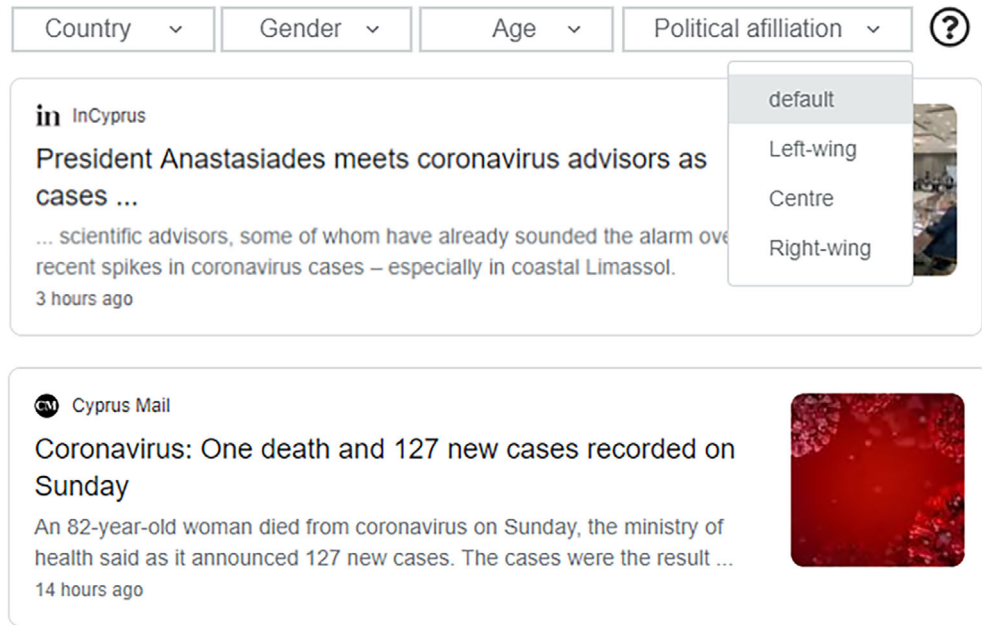 Country Gender Age Political afilliation ?
default
Left-wing
Centre
Right-wing
in InCyprus
President Anastasiades meets coronavirus advisors as
cases ...
... scientific advisors, some of whom have already sounded the alarm ove
recent spikes in coronavirus cases – especially in coastal Limassol.
3 hours ago
CM Cyprus Mail
Coronavirus: One death and 127 new cases recorded on
Sunday
An 82-year-old woman died from coronavirus on Sunday, the ministry of
health said as it announced 127 new cases. The cases were the result ...
14 hours ago